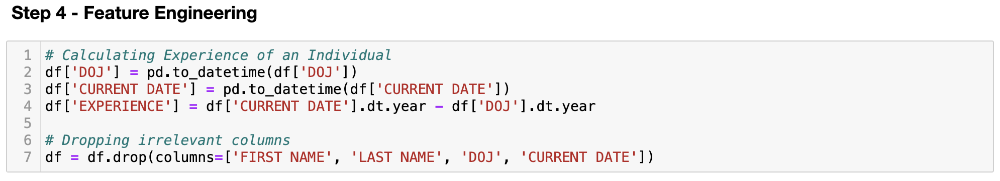 Step 4 - Feature Engineering
1 # Calculating Experience of an Individual
2 df['DOJ'] = pd.to_datetime(df['DOJ'])
3 df['CURRENT DATE'] = pd.to_datetime(df['CURRENT DATE'])
4 df['EXPERIENCE'] = df['CURRENT DATE'].dt.year - df['DOJ'].dt.year
5
6 # Dropping irrelevant columns
7 df = df.drop(columns=['FIRST NAME', 'LAST NAME', 'DOJ', 'CURRENT DATE'])